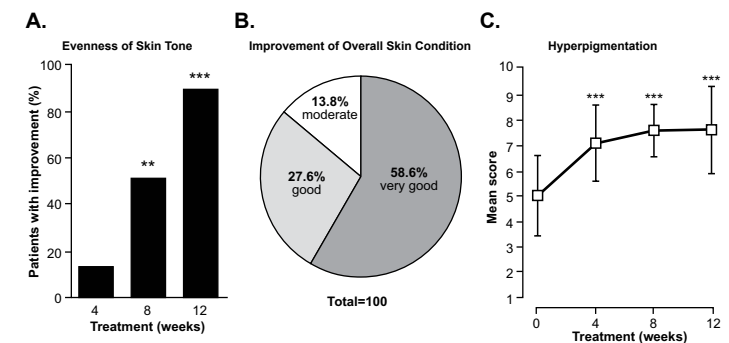 A.
Evenness of Skin Tone
Patients with improvement (%)
100
80
60
40
20
0
**
***
4 8 12
Treatment (weeks)
B.
Improvement of Overall Skin Condition
13.8%
moderate
27.6%
good
58.6%
very good
Total=100
C.
Hyperpigmentation
Mean score
10
9
8
7
6
5
4
3
2
1
*** *** ***
0 4 8 12
Treatment (weeks)